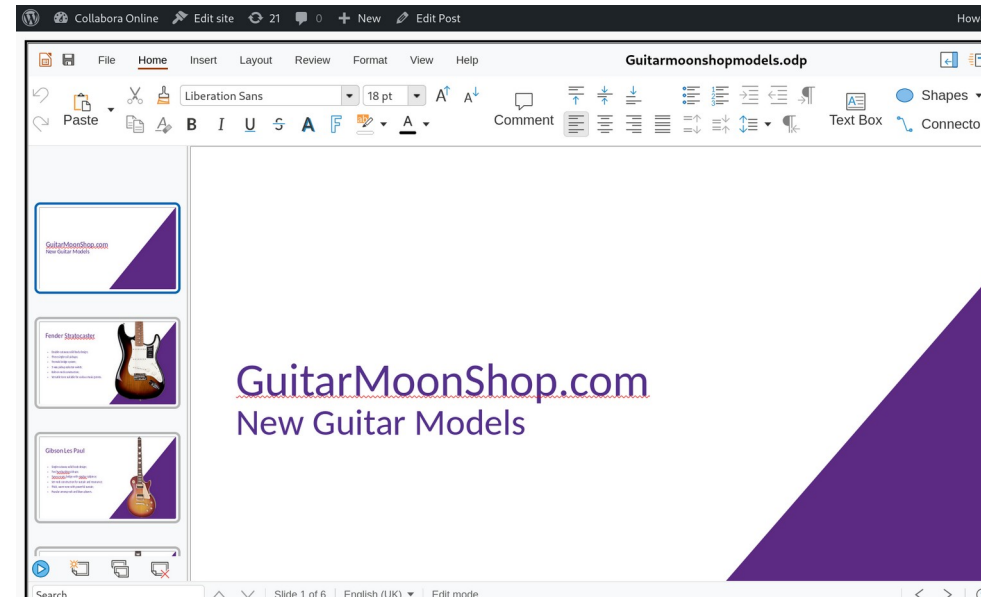 Collabora Online Edit site 21 0 New Edit Post How
File Home Insert Layout Review Format View Help Guitarmoonshopmodels.odp
Paste Liberation Sans 18 pt Comment Text Box Shapes
B I U S A F A Connecto
GuitarMoonShop.com
New Guitar Models
Fender Stratocaster
Gibson Les Paul
GuitarMoonShop.com
New Guitar Models
Search Slide 1 of 6 English (UK) Edit mode